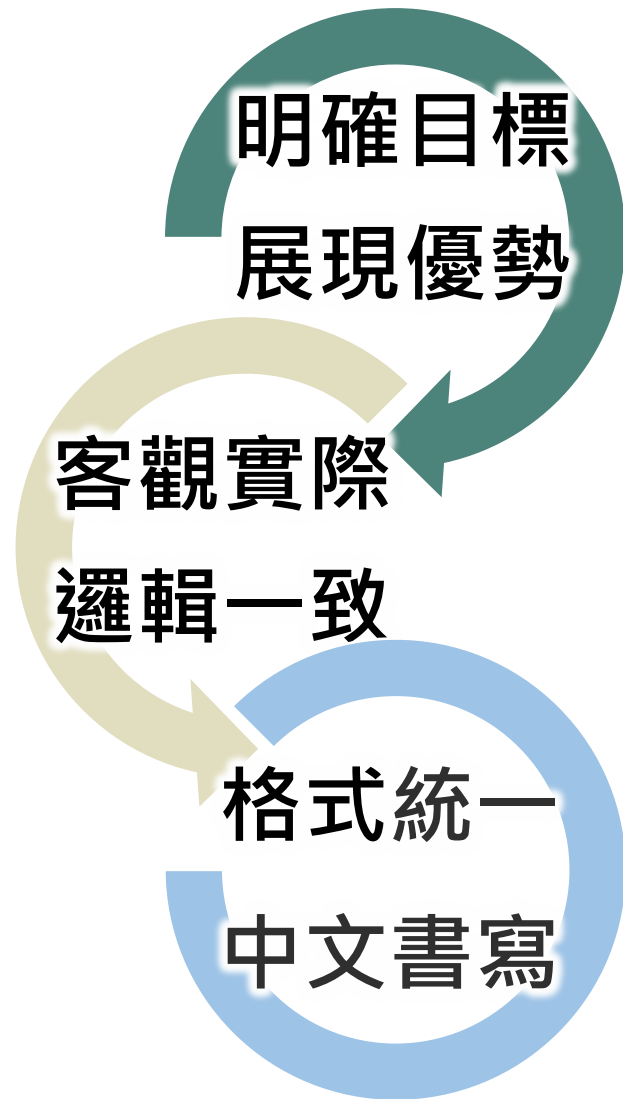 明確目標
展現優勢
客觀實際
邏輯一致
格式統一
中文書寫